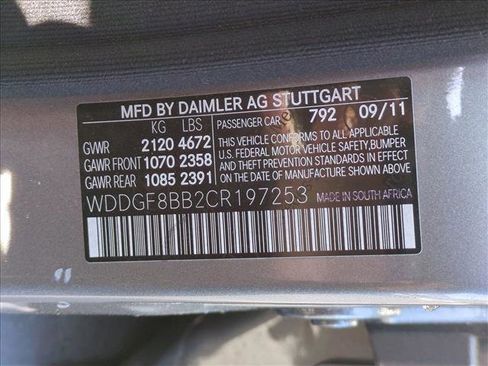 MFD BY DAIMLER AG STUTTGART
KG LBS PASSENGER CAR 792 09/11
GVWR 2120 4672
GAWR FRONT 1070 2358
GAWR REAR 1085 2391
THIS VEHICLE CONFORMS TO ALL APPLICABLE
U.S. FEDERAL MOTOR VEHICLE SAFETY, BUMPER
AND THEFT PREVENTION STANDARDS IN
EFFECT ON THE DATE OF MANUFACTURE
SHOWN ABOVE
WDDGF8BB2CR197253 MADE IN SOUTH AFRICA